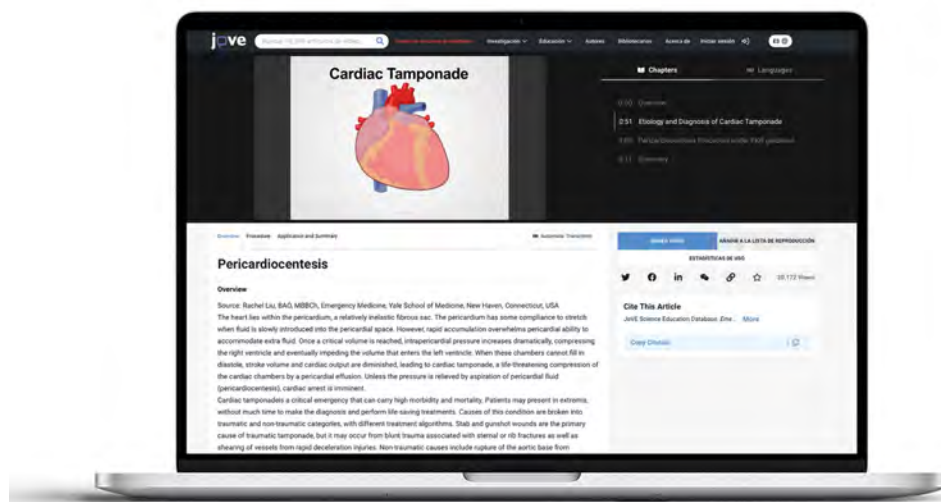 jove
Investigación
Educación
Autores
Bibliotecarios
Acerca de
Iniciar sesión
ES
Cardiac Tamponade
Chapters
Languages
Overview
0:51 Etiology and Diagnosis of Cardiac Tamponade
Summary
Overview Procedure Application and Summary
Automatic Transcript
AÑADIR A LA LISTA DE REPRODUCCIÓN
ESTADÍSTICAS DE USO
Views
Pericardiocentesis
Overview
Source: Rachel Liu, BAO, MBBCh, Emergency Medicine, Yale School of Medicine, New Haven, Connecticut, USA
The heart lies within the pericardium, a relatively inelastic fibrous sac. The pericardium has some compliance to stretch
when fluid is slowly introduced into the pericardial space. However, rapid accumulation overwhelms pericardial ability to
accommodate extra fluid. Once a critical volume is reached, intrapericardial pressure increases dramatically, compressing
the right ventricle and eventually impeding the volume that enters the left ventricle. When these chambers cannot fill in
diastole, stroke volume and cardiac output are diminished, leading to cardiac tamponade, a life-threatening compression of
the cardiac chambers by a pericardial effusion. Unless the pressure is relieved by aspiration of pericardial fluid
(pericardiocentesis), cardiac arrest is imminent.
Cardiac tamponadeis a critical emergency that can carry high morbidity and mortality. Patients may present in extremis,
without much time to make the diagnosis and perform life-saving treatments. Causes of this condition are broken into
traumatic and non-traumatic categories, with different treatment algorithms. Stab and gunshot wounds are the primary
cause of traumatic tamponade, but it may occur from blunt trauma associated with sternal or rib fractures as well as
shearing of vessels from rapid deceleration injuries. Non-traumatic causes include rupture of the aortic base from
Cite This Article
JoVE Science Education Database. Eme... More
Copy Citation